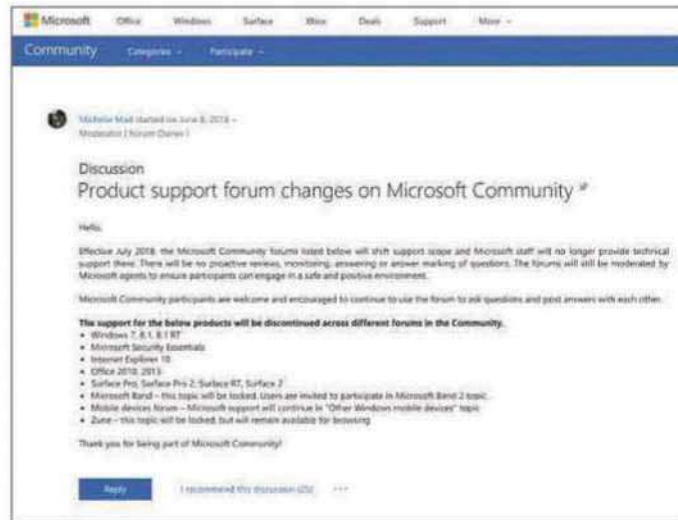 Microsoft Office Windows Surface Xbox Deals Support More
Community Categories Participate
Michelle Mad started on June 8, 2018
Moderator | Forum Owner |
Discussion
Product support forum changes on Microsoft Community
Hello,
Effective July 2018, the Microsoft Community forums listed below will shift support scope and Microsoft staff will no longer provide technical
support there. There will be no proactive reviews, monitoring, answering or answer marking of questions. The forums will still be moderated by
Microsoft agents to ensure participants can engage in a safe and positive environment.
Microsoft Community participants are welcome and encouraged to continue to use the forum to ask questions and post answers with each other.
The support for the below products will be discontinued across different forums in the Community.
• Windows 7, 8.1, 8.1 RT
• Microsoft Security Essentials
• Internet Explorer 10
• Office 2010, 2013
• Surface Pro, Surface Pro 2, Surface RT, Surface 2
• Microsoft Band – this topic will be locked. Users are invited to participate in Microsoft Band 2 topic.
• Mobile devices forum – Microsoft support will continue in "Other Windows mobile devices" topic
• Zune – this topic will be locked, but will remain available for browsing
Thank you for being part of Microsoft Community!
Reply I recommend this discussion (25) ···